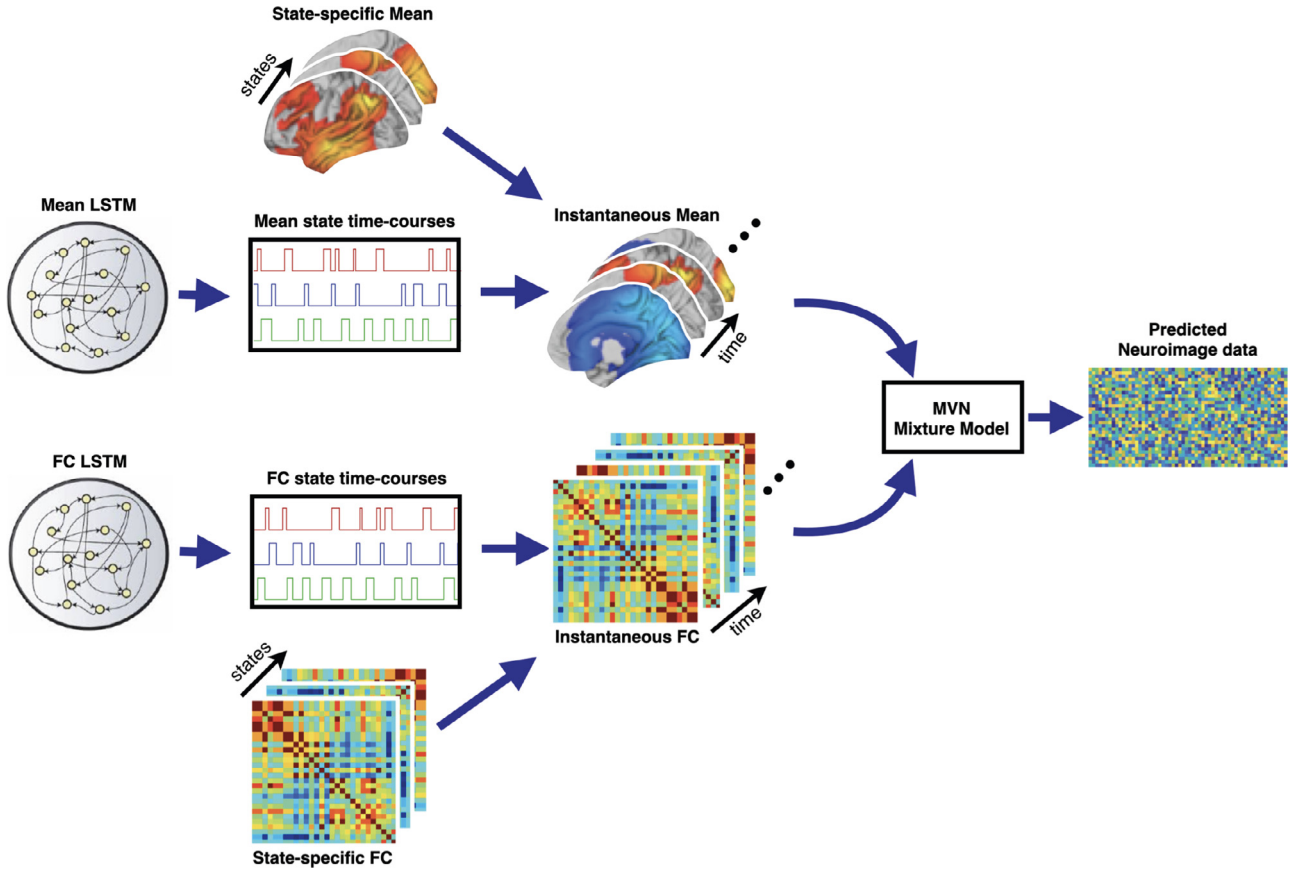 State-specific Mean
states
Mean LSTM
Mean state time-courses
Instantaneous Mean
time
Predicted
Neuroimage data
MVN
Mixture Model
FC LSTM
FC state time-courses
Instantaneous FC
time
states
State-specific FC